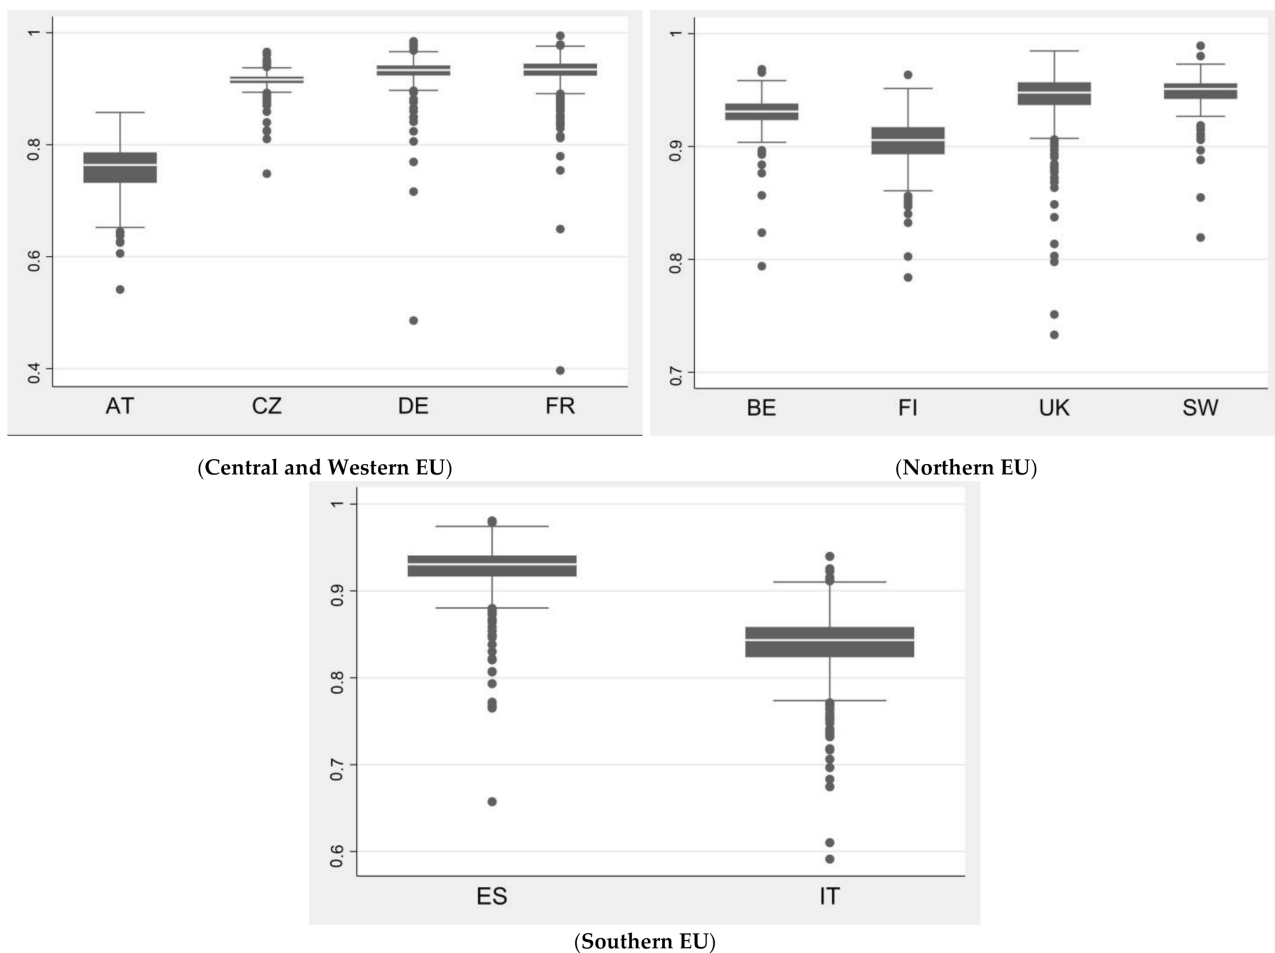 1
0.8
0.6
0.4
AT CZ DE FR
(Central and Western EU)
1
0.9
0.8
0.7
BE FI UK SW
(Northern EU)
1
0.9
0.8
0.7
0.6
ES IT
(Southern EU)